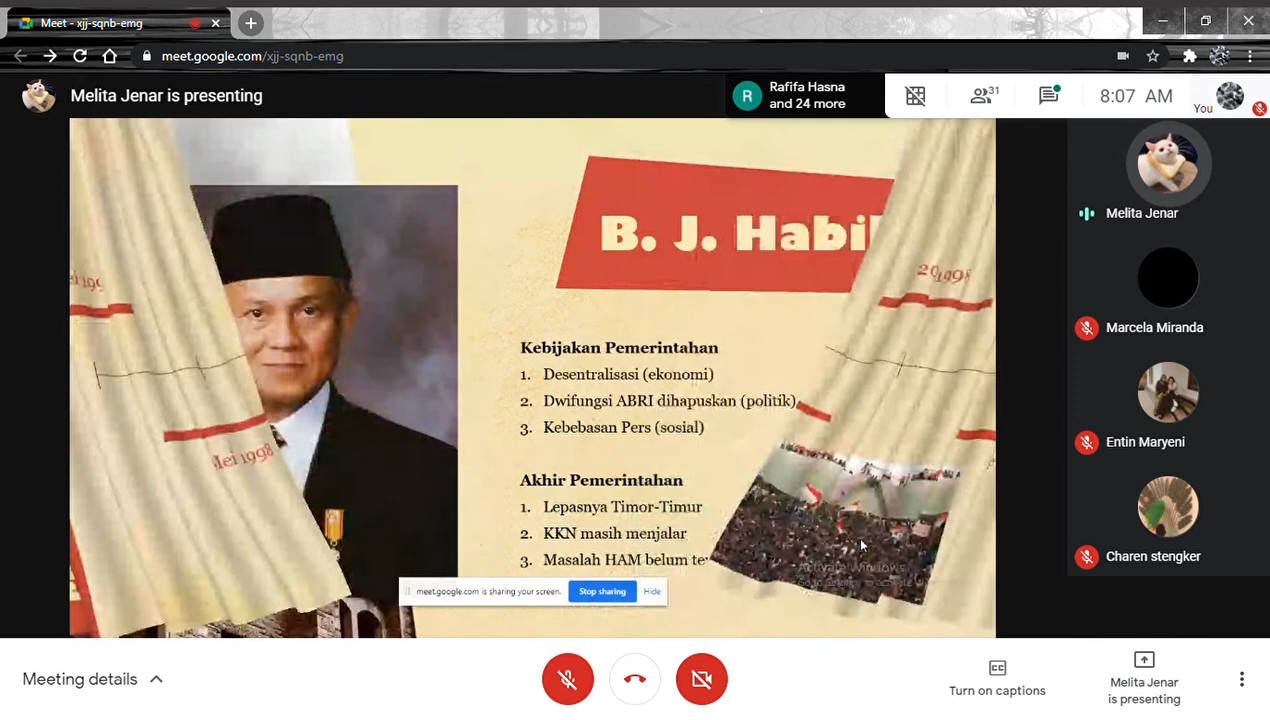 Meet - xjj-sqnb-emg
meet.google.com/xjj-sqnb-emg
Melita Jenar is presenting
R
Rafifa Hasna
and 24 more
31
8:07 AM
You
B. J. Habi
Mei 1998
1998
Kebijakan Pemerintahan
1. Desentralisasi (ekonomi)
2. Dwifungsi ABRI dihapuskan (politik)
3. Kebebasan Pers (sosial)
Akhir Pemerintahan
1. Lepasnya Timor-Timur
2. KKN masih menjalar
3. Masalah HAM belum
Activate Windows
meet.google.com is sharing your screen.
Stop sharing
Hide
Melita Jenar
Marcela Miranda
Entin Maryeni
Charen stengker
Meeting details
CC
Turn on captions
Melita Jenar
is presenting